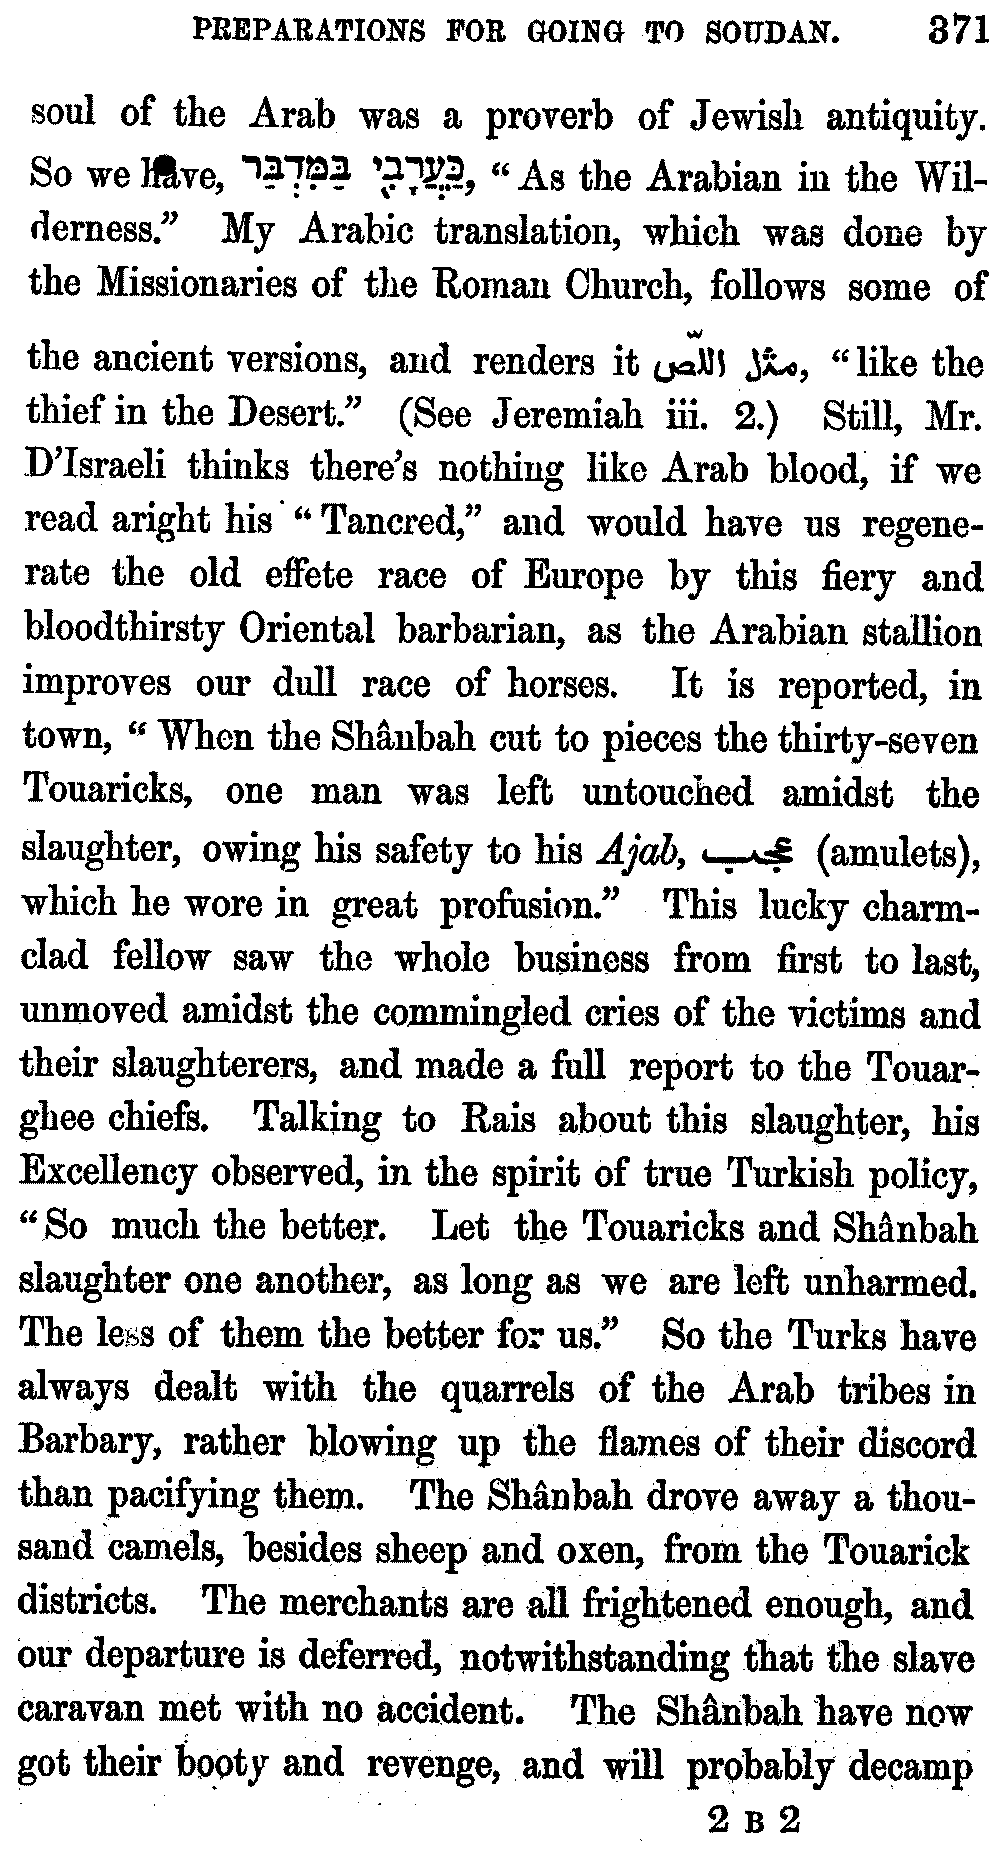 PREPARATIONS FOR GOING TO SOUDAN. 371
soul of the Arab was a proverb of Jewish antiquity.
So we have, כַּעֲרָבִי בַּמִּדְבָּר, “As the Arabian in the Wil-
derness.” My Arabic translation, which was done by
the Missionaries of the Roman Church, follows some of
the ancient versions, and renders it مثل اللّص, “like the
thief in the Desert.” (See Jeremiah iii. 2.) Still, Mr.
D’Israeli thinks there’s nothing like Arab blood, if we
read aright his “Tancred,” and would have us regene-
rate the old effete race of Europe by this fiery and
bloodthirsty Oriental barbarian, as the Arabian stallion
improves our dull race of horses. It is reported, in
town, “When the Shânbah cut to pieces the thirty-seven
Touaricks, one man was left untouched amidst the
slaughter, owing his safety to his Ajab, عجب (amulets),
which he wore in great profusion.” This lucky charm-
clad fellow saw the whole business from first to last,
unmoved amidst the commingled cries of the victims and
their slaughterers, and made a full report to the Touar-
ghee chiefs. Talking to Rais about this slaughter, his
Excellency observed, in the spirit of true Turkish policy,
“So much the better. Let the Touaricks and Shânbah
slaughter one another, as long as we are left unharmed.
The less of them the better for us.” So the Turks have
always dealt with the quarrels of the Arab tribes in
Barbary, rather blowing up the flames of their discord
than pacifying them. The Shânbah drove away a thou-
sand camels, besides sheep and oxen, from the Touarick
districts. The merchants are all frightened enough, and
our departure is deferred, notwithstanding that the slave
caravan met with no accident. The Shânbah have now
got their booty and revenge, and will probably decamp
2 B 2